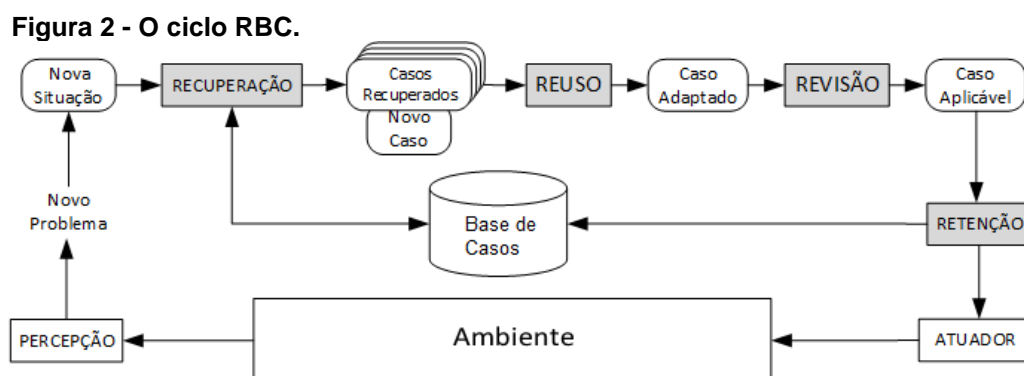 Figura 2 - O ciclo RBC.
Nova
Situação
RECUPERAÇÃO
Casos
Recuperados
Novo
Caso
REUSO
Caso
Adaptado
REVISÃO
Caso
Aplicável
Novo
Problema
Base de
Casos
RETENÇÃO
PERCEPÇÃO
Ambiente
ATUADOR